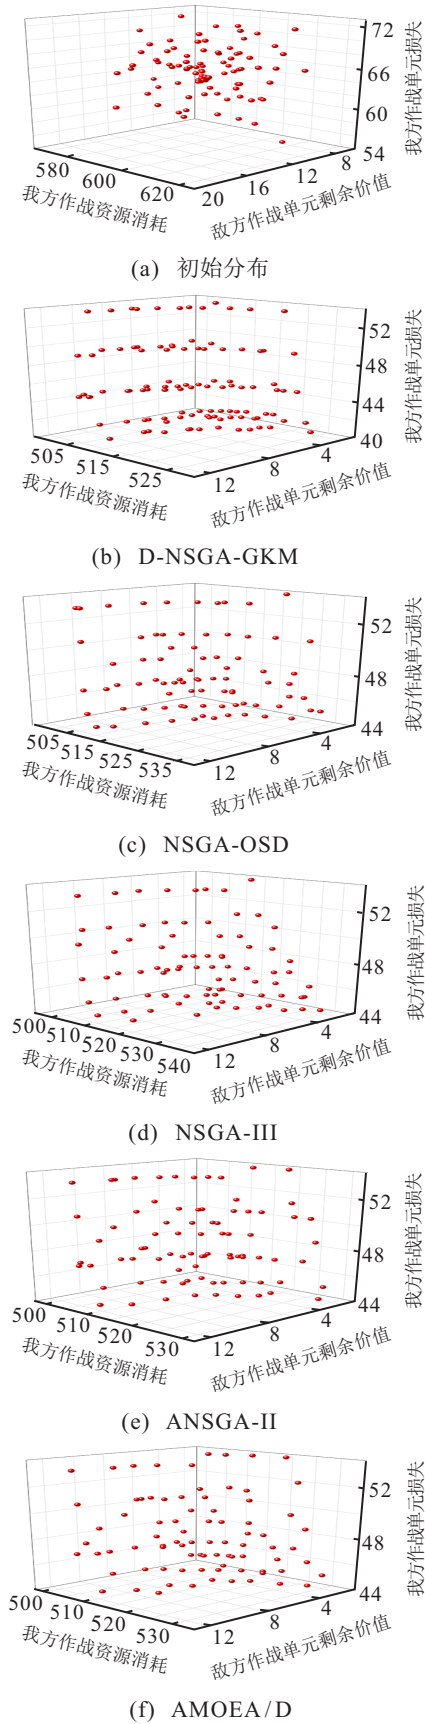 72
66
60
54
我方作战单元损失
580
600
620
我方作战资源消耗
20
16
12
8
敌方作战单元剩余价值
(a) 初始分布
52
48
44
40
我方作战单元损失
505
515
525
我方作战资源消耗
12
8
4
敌方作战单元剩余价值
(b) D-NSGA-GKM
52
48
44
我方作战单元损失
505
515
525
535
我方作战资源消耗
12
8
4
敌方作战单元剩余价值
(c) NSGA-OSD
52
48
44
我方作战单元损失
500
510
520
530
540
我方作战资源消耗
12
8
4
敌方作战单元剩余价值
(d) NSGA-III
52
48
44
我方作战单元损失
500
510
520
530
我方作战资源消耗
12
8
4
敌方作战单元剩余价值
(e) ANSGA-II
52
48
44
我方作战单元损失
500
510
520
530
我方作战资源消耗
12
8
4
敌方作战单元剩余价值
(f) AMOEA/D